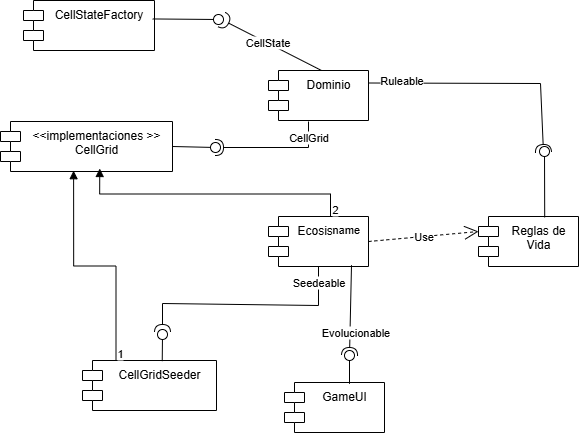 CellStateFactory
CellState
Dominio
Ruleable
<<implementaciones >>
CellGrid
CellGrid
2
Ecosisname
Use
Reglas de
Vida
Seedeable
Evolucionable
1
CellGridSeeder
GameUI